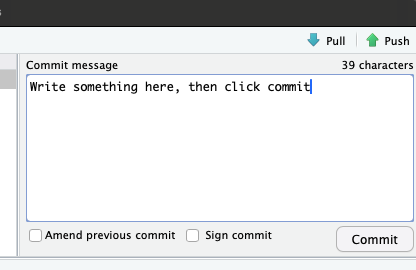 Pull Push
Commit message 39 characters
Write something here, then click commit
Amend previous commit Sign commit
Commit